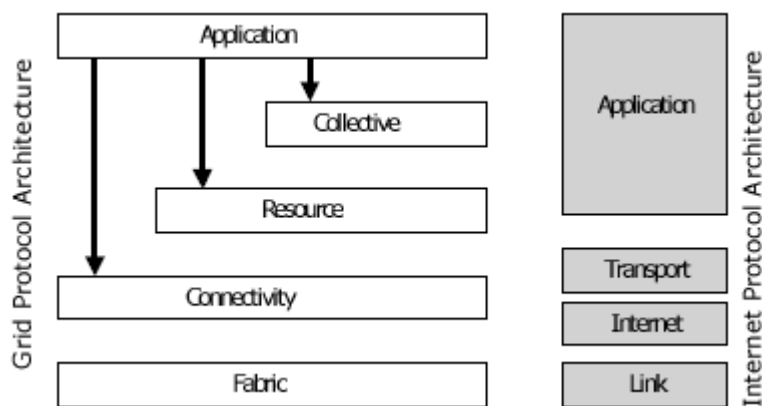 Grid Protocol Architecture
Application
Collective
Resource
Connectivity
Fabric
Application
Transport
Internet
Link
Internet Protocol Architecture